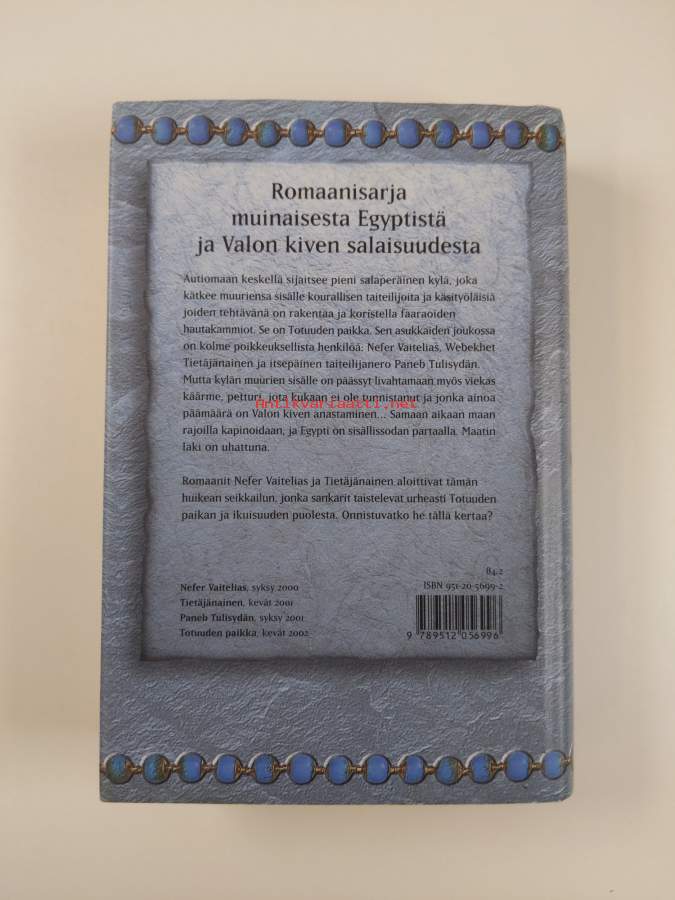 Romaanisarja
muinaisesta Egyptistä
ja Valon kiven salaisuudesta
Autiomaan keskellä sijaitsee pieni salaperäinen kylä, joka
kätkee muuriensa sisälle kourallisen taiteilijoita ja käsityöläisiä
joiden tehtävänä on rakentaa ja koristella faaraoiden
hautakammiot. Se on Totuuden paikka. Sen asukkaiden joukossa
on kolme poikkeuksellista henkilöä: Nefer Vaitelias, Webekhet
Tietäjänainen ja itsepäinen taiteilijanero Paneb Tulisydän.
Mutta kylän muurien sisälle on päässyt livahtamaan myös viekas
käärme, petturi, jota kukaan ei ole tunnistanut ja jonka ainoa
Antikvariaatti.net
päämäärä on Valon kiven anastaminen... Samaan aikaan maan
rajoilla kapinoidaan, ja Egypti on sisällissodan partaalla. Maatin
laki on uhattuna.
Romaanit Nefer Vaitelias ja Tietäjänainen aloittivat tämän
huikean seikkailun, jonka sankarit taistelevat urheasti Totuuden
paikan ja ikuisuuden puolesta. Onnistuvatko he tällä kertaa?
84.2
ISBN 951-20-5699-2
Nefer Vaitelias, syksy 2000
Tietäjänainen, kevät 2001
Paneb Tulisydän, syksy 2001
Totuuden paikka, kevät 2002
9 789512 056996